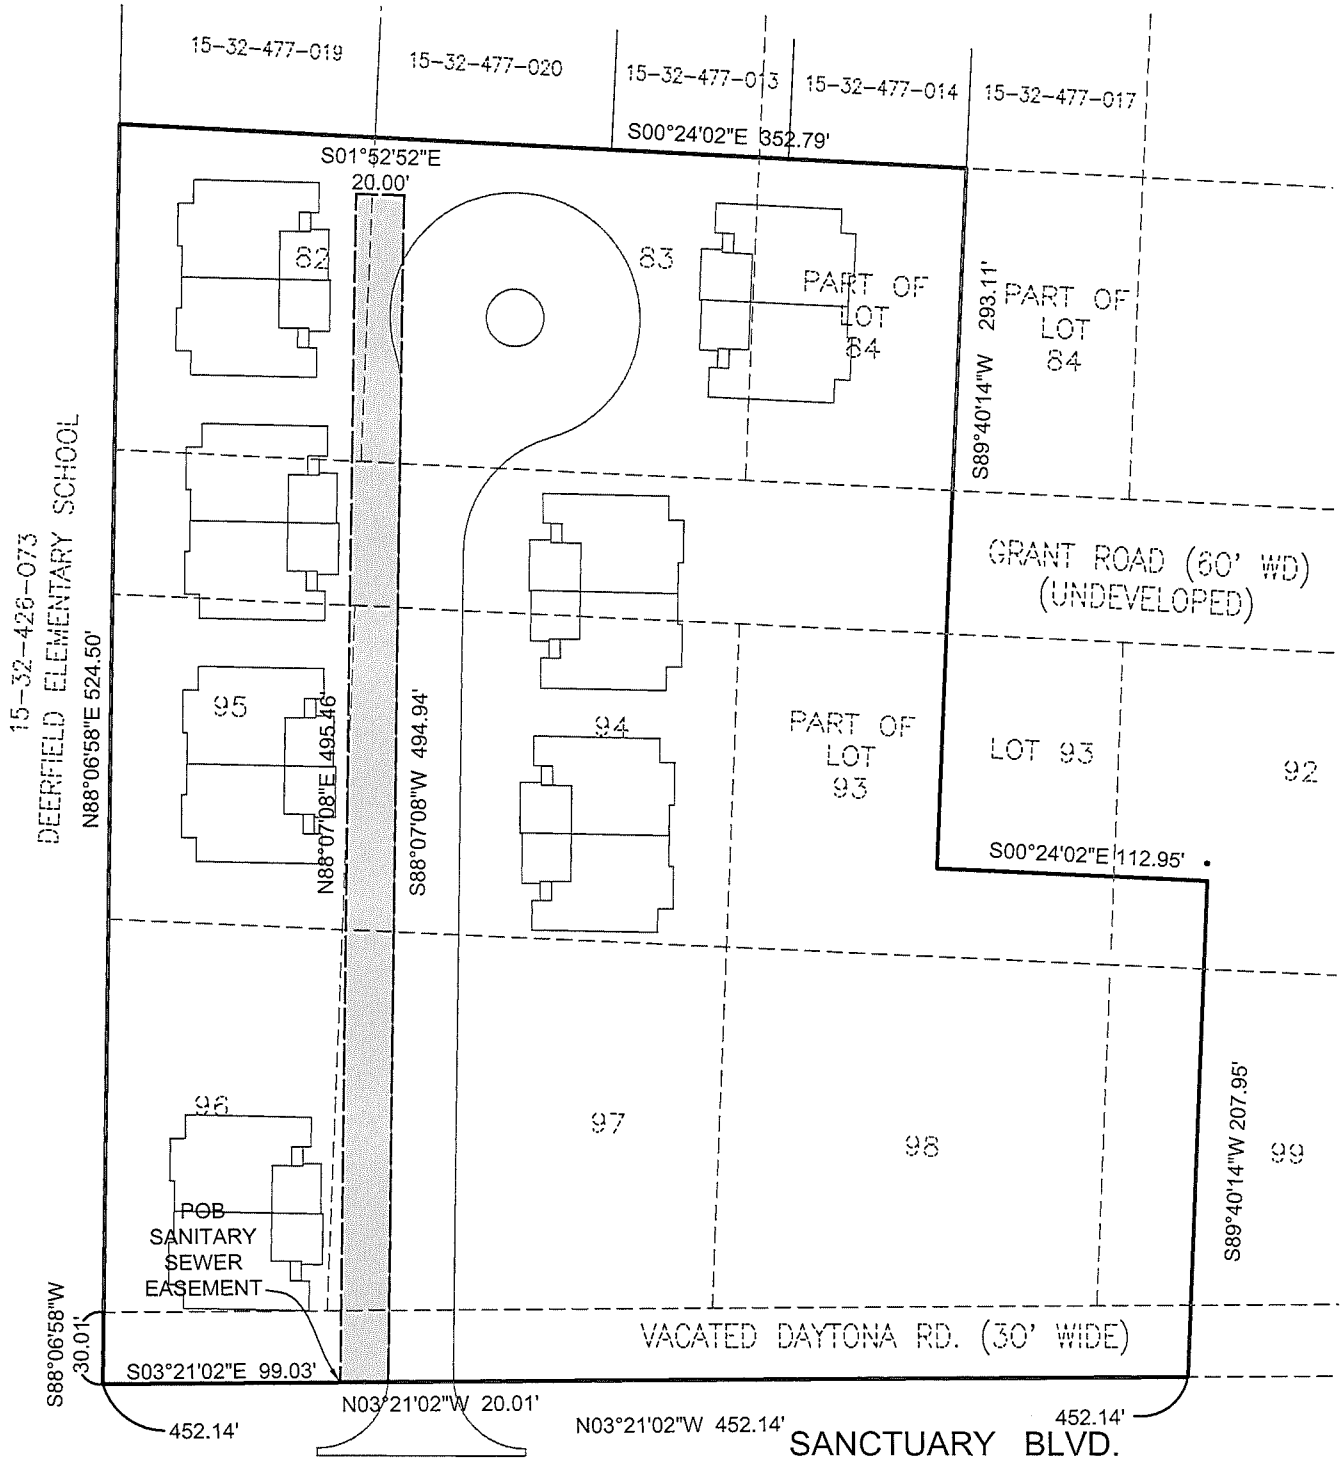 15-32-477-019
15-32-477-020
15-32-477-013
15-32-477-014
15-32-477-017
S00°24'02"E 352.79'
S01°52'52"E
20.00'
82
83
PART OF
LOT
84
S89°40'14"W 293.11'
PART OF
LOT
84
15-32-426-073
DEERFIELD ELEMENTARY SCHOOL
N88°06'58"E 524.50'
GRANT ROAD (60' WD)
(UNDEVELOPED)
95
N88°07'08"E 495.46'
S88°07'08"W 494.94'
94
PART OF
LOT
93
LOT 93
92
S00°24'02"E 112.95'
96
97
98
99
S89°40'14"W 207.95'
POB
SANITARY
SEWER
EASEMENT
S88°06'58"W
30.01'
VACATED DAYTONA RD. (30' WIDE)
S03°21'02"E 99.03'
N03°21'02"W 20.01'
452.14'
N03°21'02"W 452.14'
452.14'
SANCTUARY BLVD.